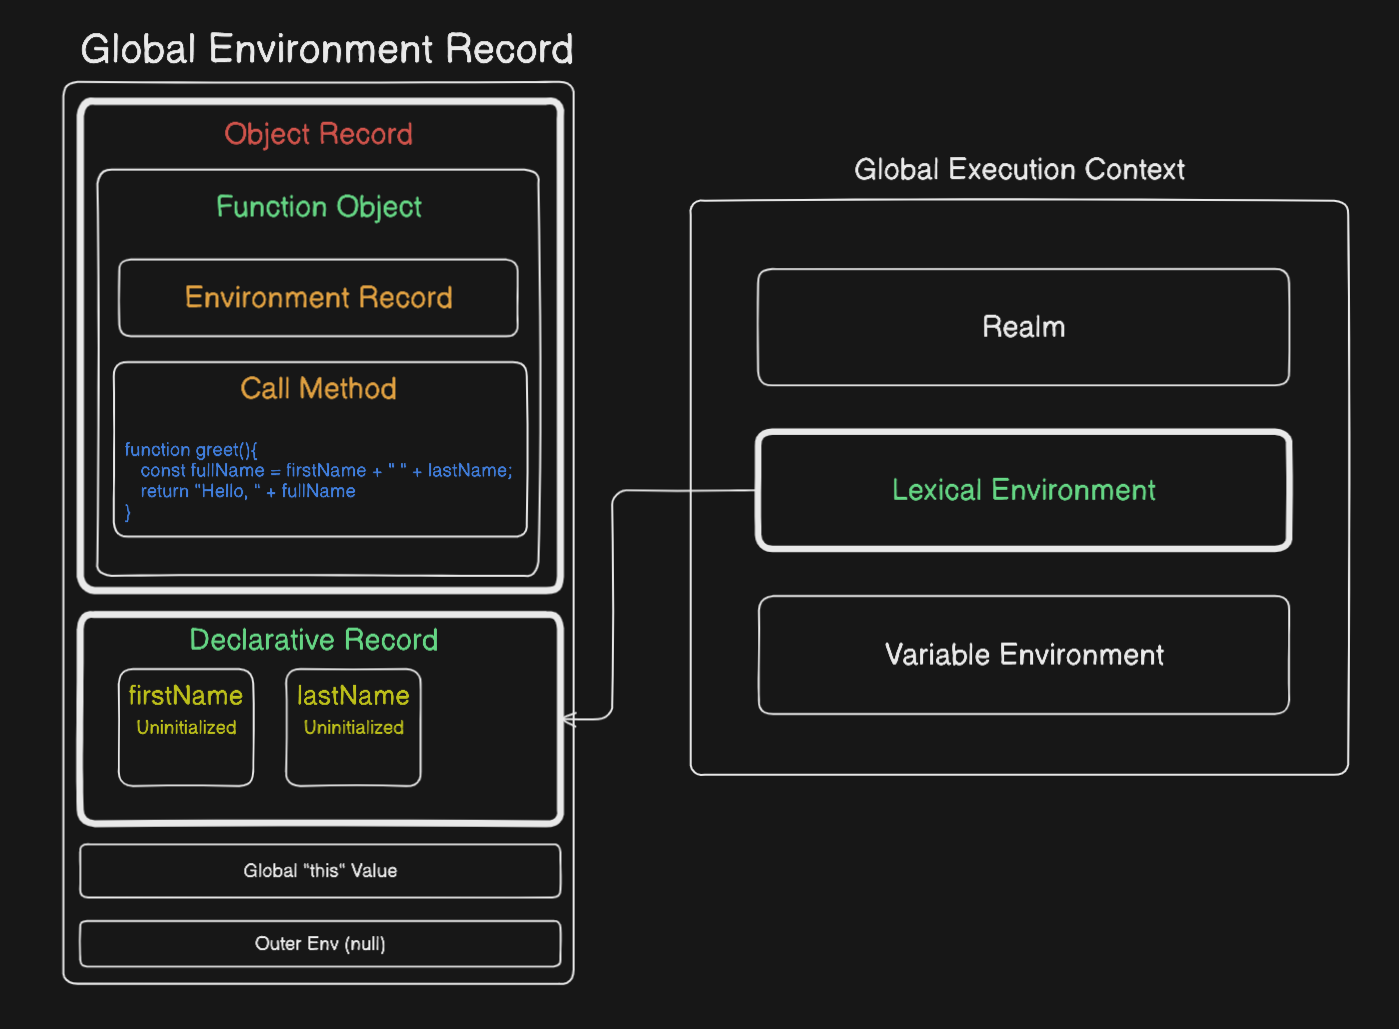 Global Environment Record
Object Record
Function Object
Environment Record
Call Method
function greet(){
const fullName = firstName + " " + lastName;
return "Hello, " + fullName
}
Declarative Record
firstName
Uninitialized
lastName
Uninitialized
Global "this" Value
Outer Env (null)
Global Execution Context
Realm
Lexical Environment
Variable Environment